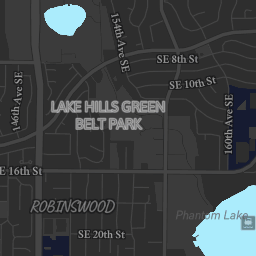 154th Ave SE
SE 8th St
SE 10th St
146th Ave SE
LAKE HILLS GREEN
BELT PARK
160th Ave SE
SE 16th St
ROBINSWOOD
Phantom Lake
SE 20th St